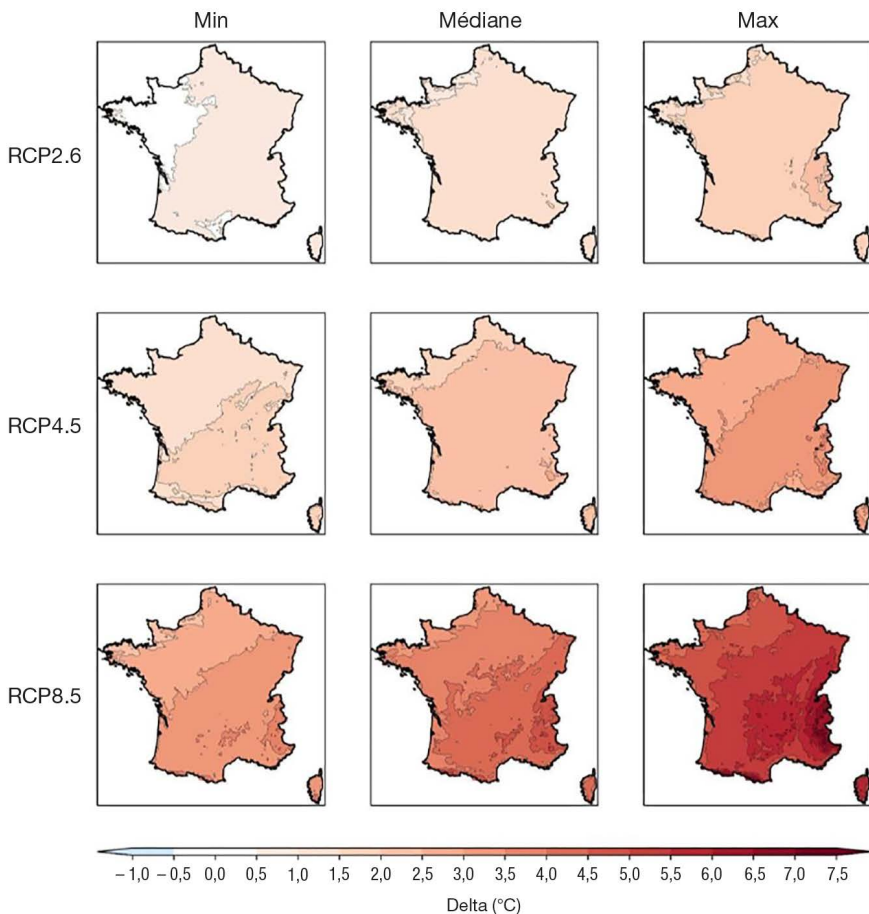 Min Médiane Max
RCP2.6
RCP4.5
RCP8.5
– 1,0 – 0,5 0,0 0,5 1,0 1,5 2,0 2,5 3,0 3,5 4,0 4,5 5,0 5,5 6,0 6,5 7,0 7,5
Delta (°C)